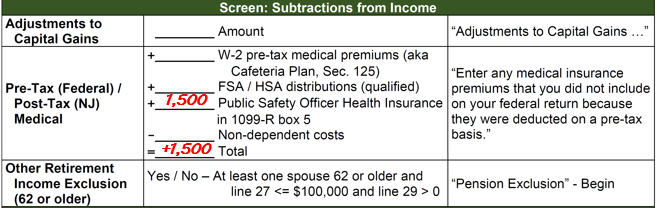 Screen: Subtractions from Income
Adjustments to
Capital Gains
________ Amount
“Adjustments to Capital Gains …”
Pre-Tax (Federal) /
Post-Tax (NJ)
Medical
+________ W-2 pre-tax medical premiums (aka
Cafeteria Plan, Sec. 125)
+________ FSA / HSA distributions (qualified)
+ 1,500 Public Safety Officer Health Insurance
in 1099-R box 5
–________ Non-dependent costs
= +1,500 Total
“Enter any medical insurance
premiums that you did not include
on your federal return because
they were deducted on a pre-tax
basis.”
Other Retirement
Income Exclusion
(62 or older)
Yes / No – At least one spouse 62 or older and
line 27 <= $100,000 and line 29 > 0
“Pension Exclusion” - Begin